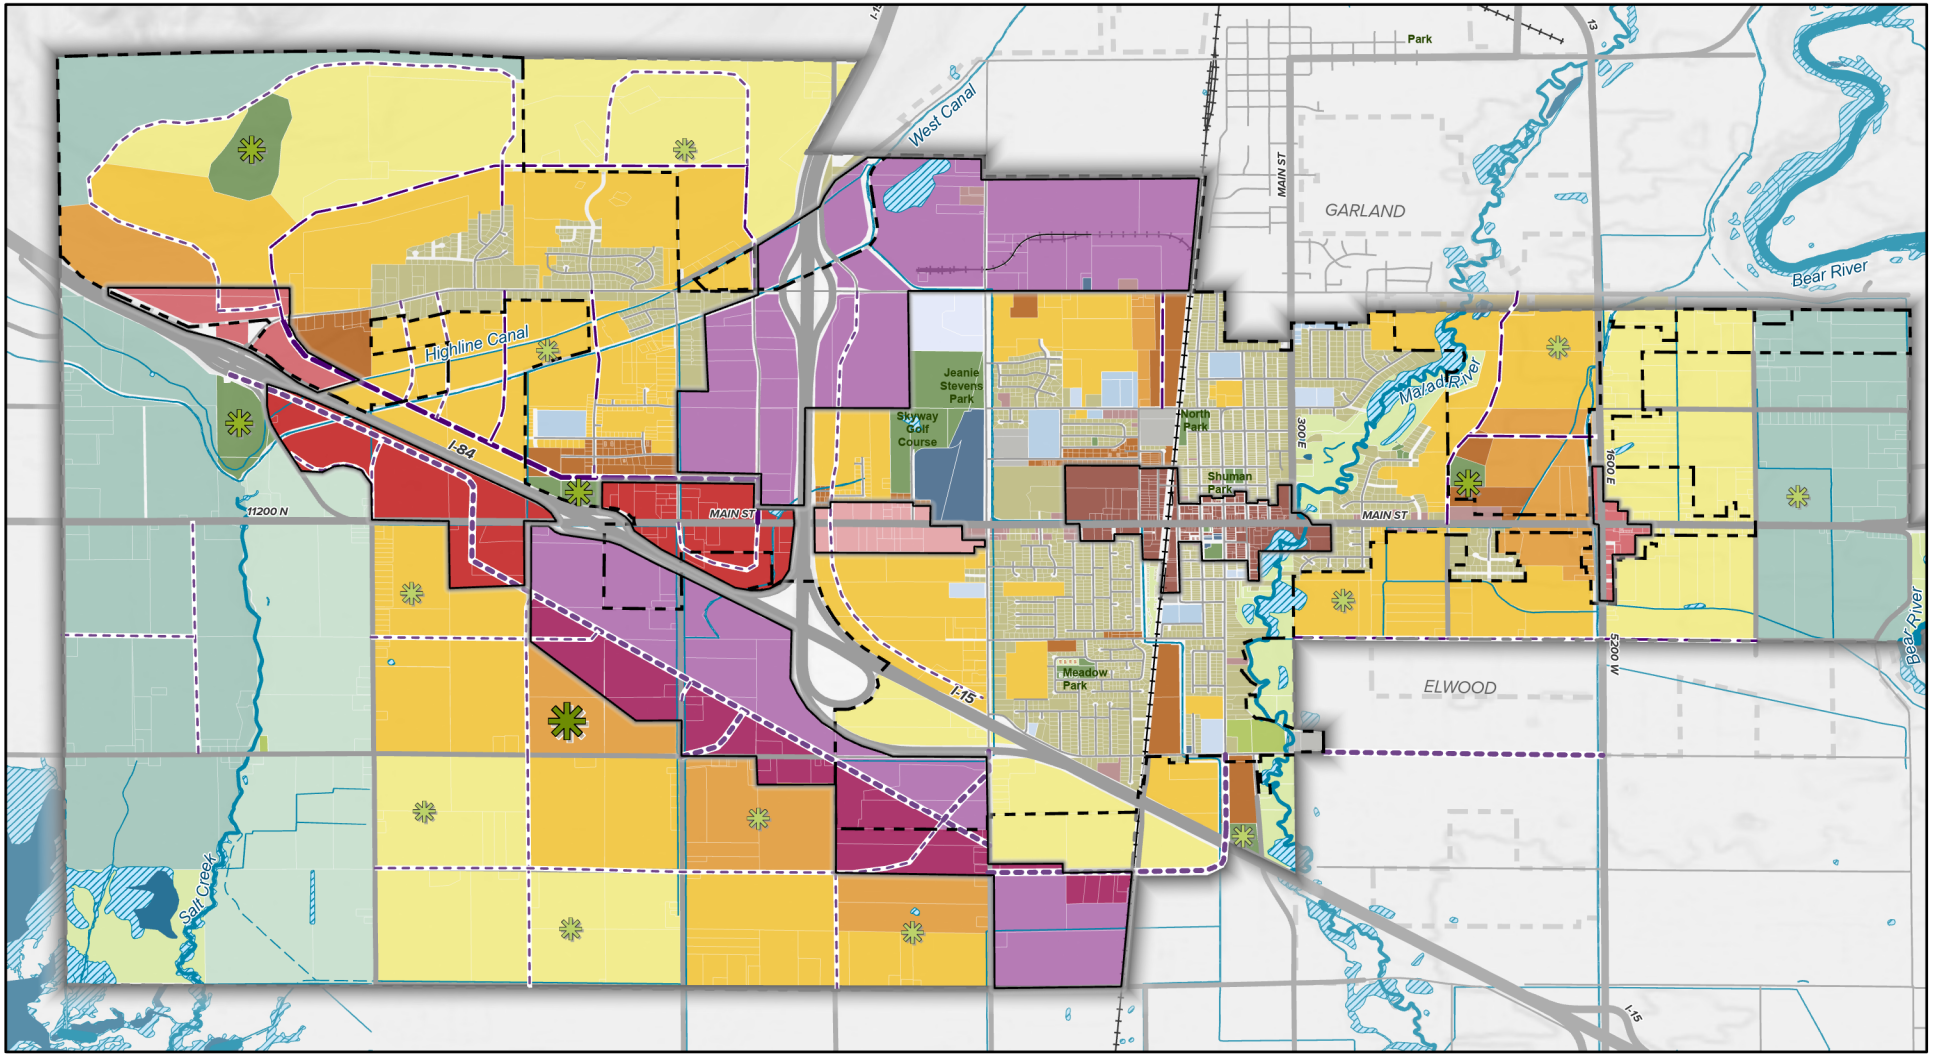 I-15
13
Park
West Canal
MAIN ST
GARLAND
Bear River
Highline Canal
Jeanie
Stevens
Park
Malad River
Skyway
Golf
Course
North
Park
300 E
I-84
1600 E
Shuman
Park
11200 N
MAIN ST
MAIN ST
Bear River
5200 W
Meadow
Park
ELWOOD
I-15
Salt Creek
I-15